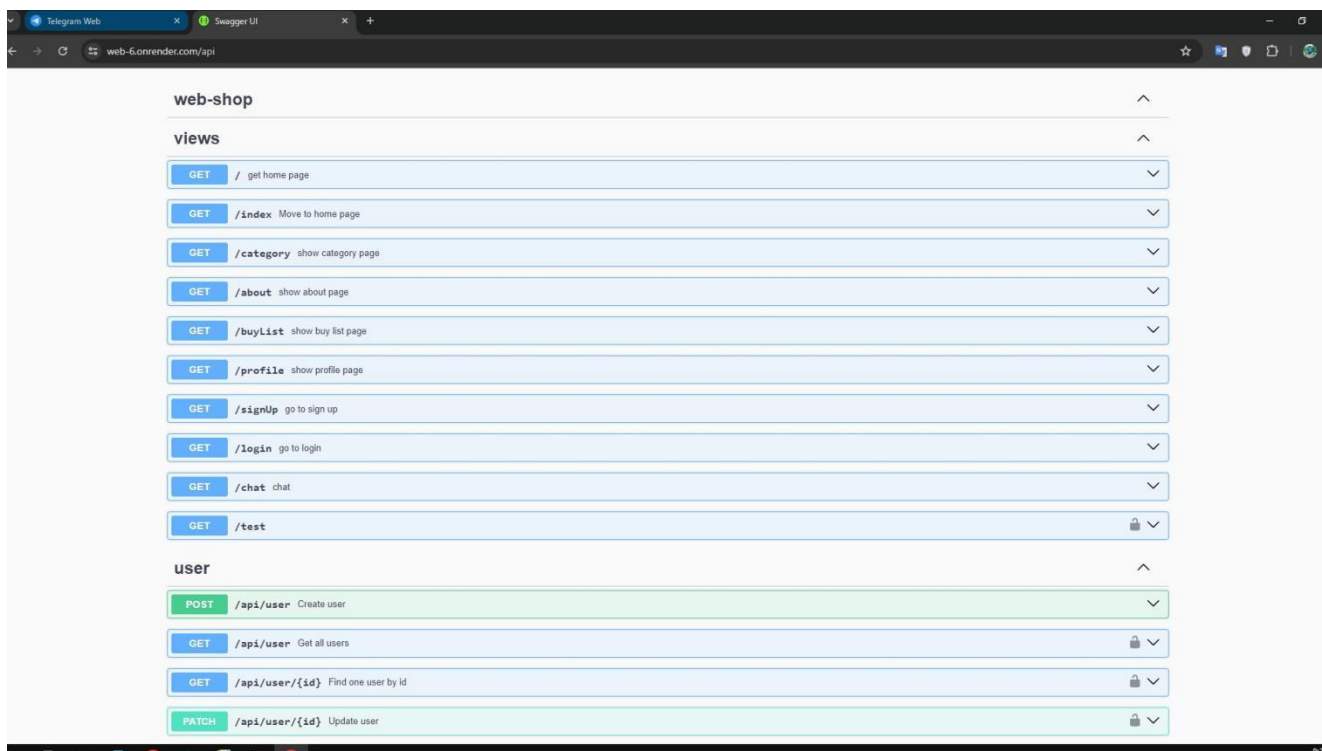 Telegram Web
Swagger UI
web-6.onrender.com/api
web-shop
views
GET / get home page
GET /index Move to home page
GET /category show category page
GET /about show about page
GET /buyList show buy list page
GET /profile show profile page
GET /signUp go to sign up
GET /login go to login
GET /chat chat
GET /test
user
POST /api/user Create user
GET /api/user Get all users
GET /api/user/{id} Find one user by id
PATCH /api/user/{id} Update user